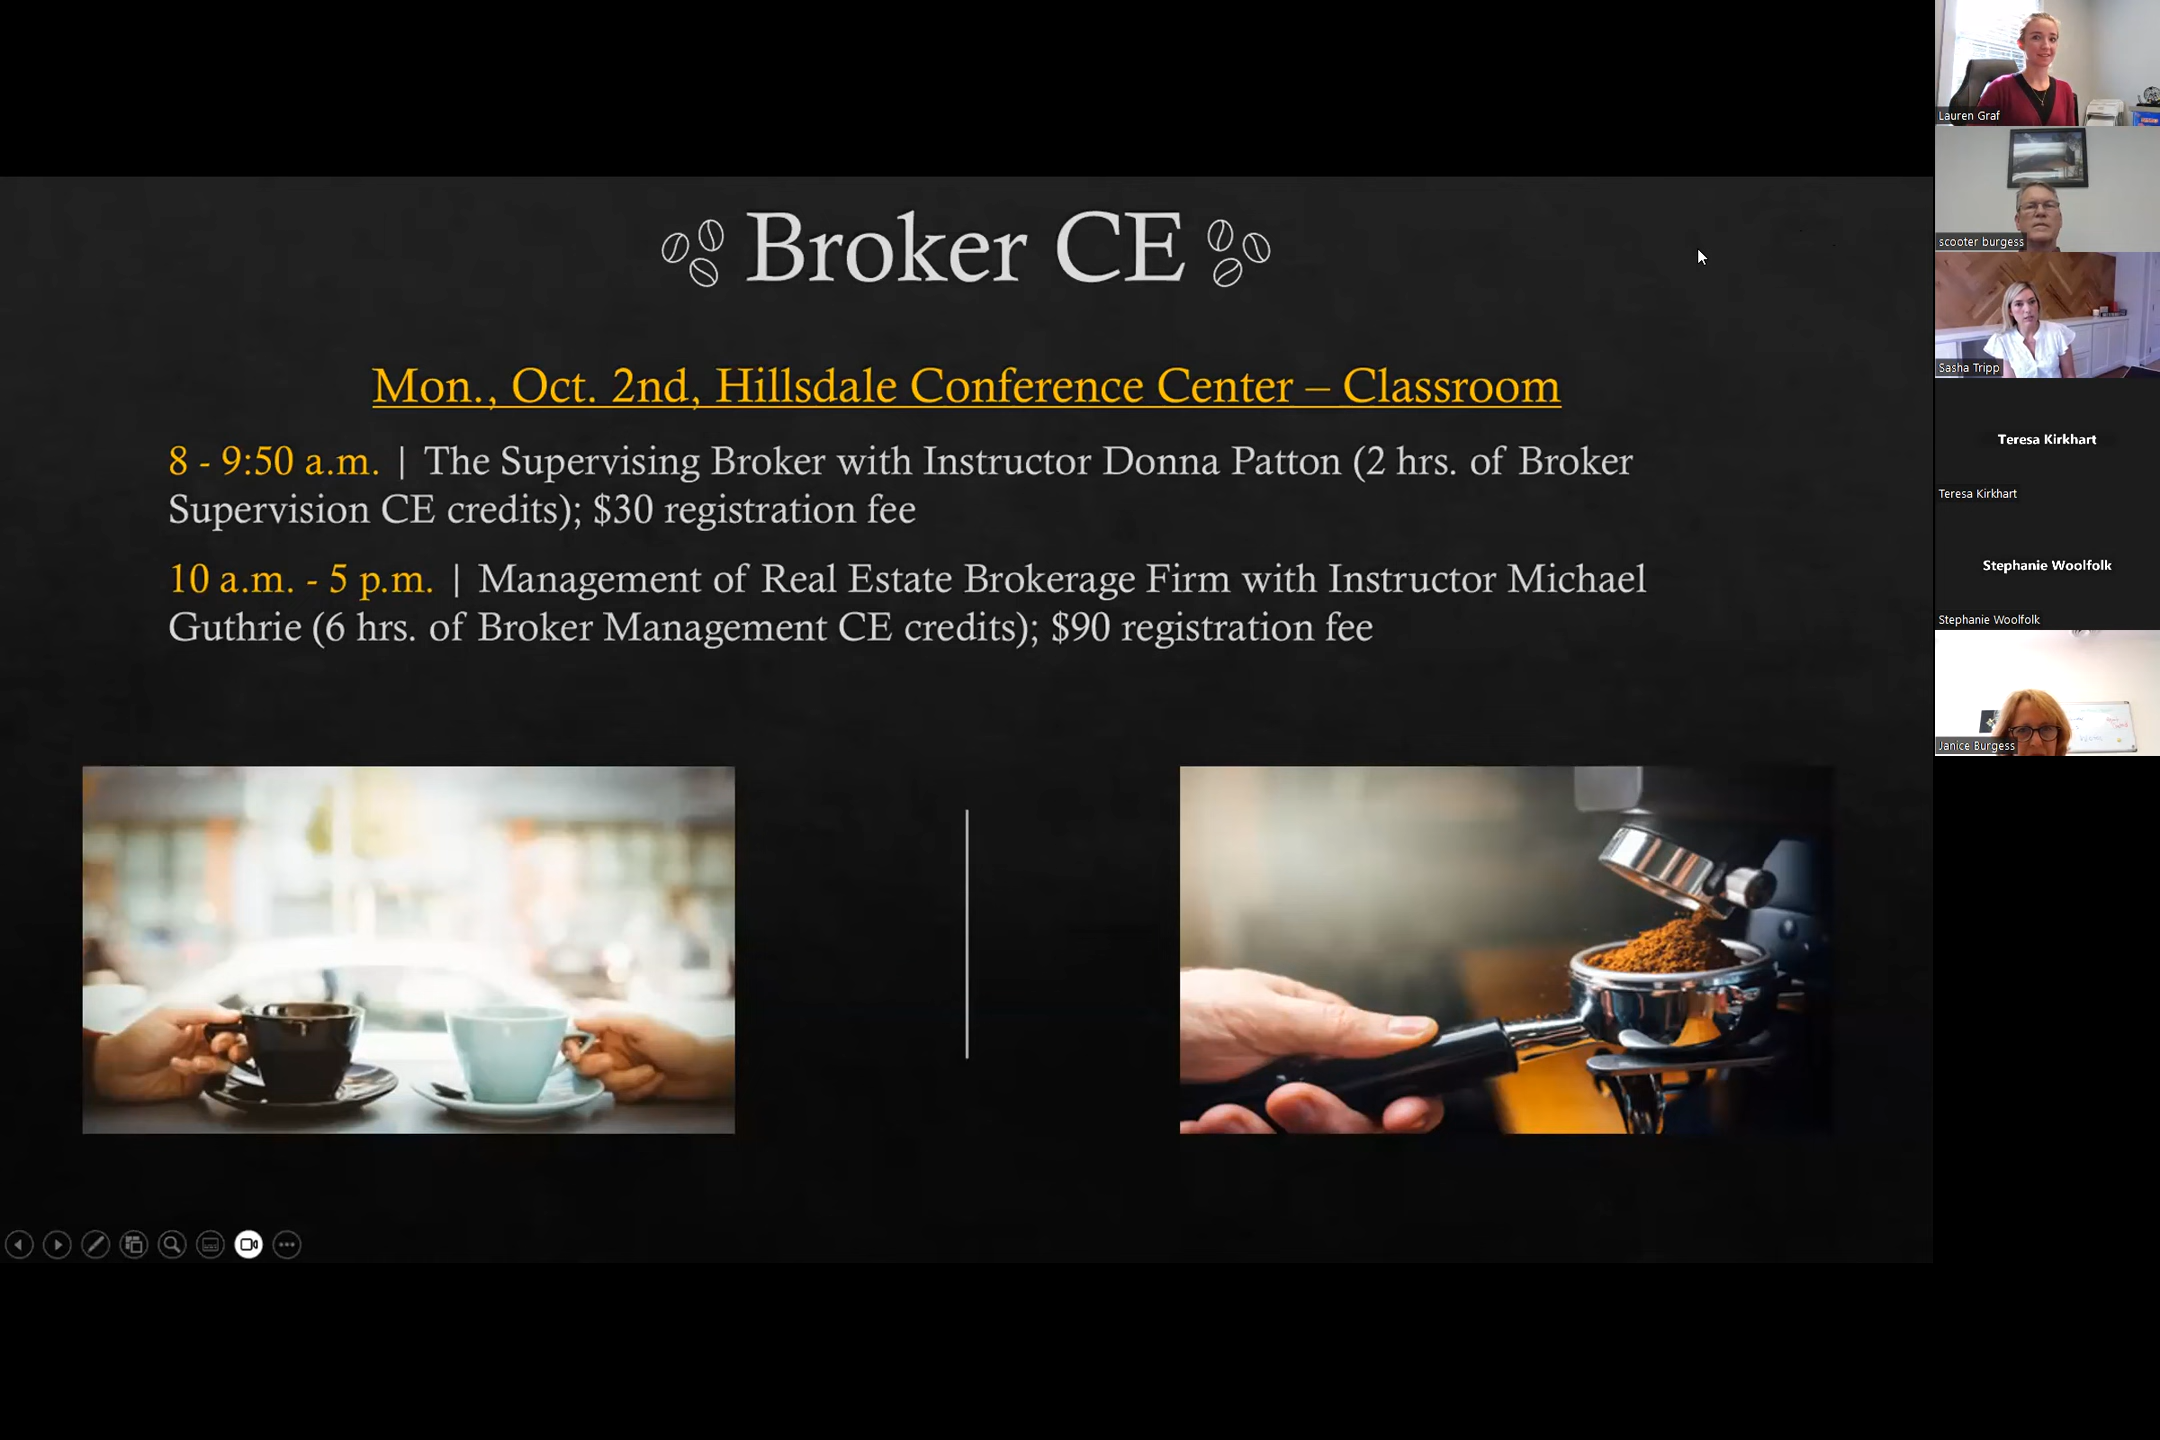 Broker CE
Mon., Oct. 2nd, Hillsdale Conference Center – Classroom
8 - 9:50 a.m. | The Supervising Broker with Instructor Donna Patton (2 hrs. of Broker
Supervision CE credits); $30 registration fee
10 a.m. - 5 p.m. | Management of Real Estate Brokerage Firm with Instructor Michael
Guthrie (6 hrs. of Broker Management CE credits); $90 registration fee
Lauren Graf
scooter burgess
Sasha Tripp
Teresa Kirkhart
Teresa Kirkhart
Stephanie Woolfolk
Stephanie Woolfolk
Janice Burgess